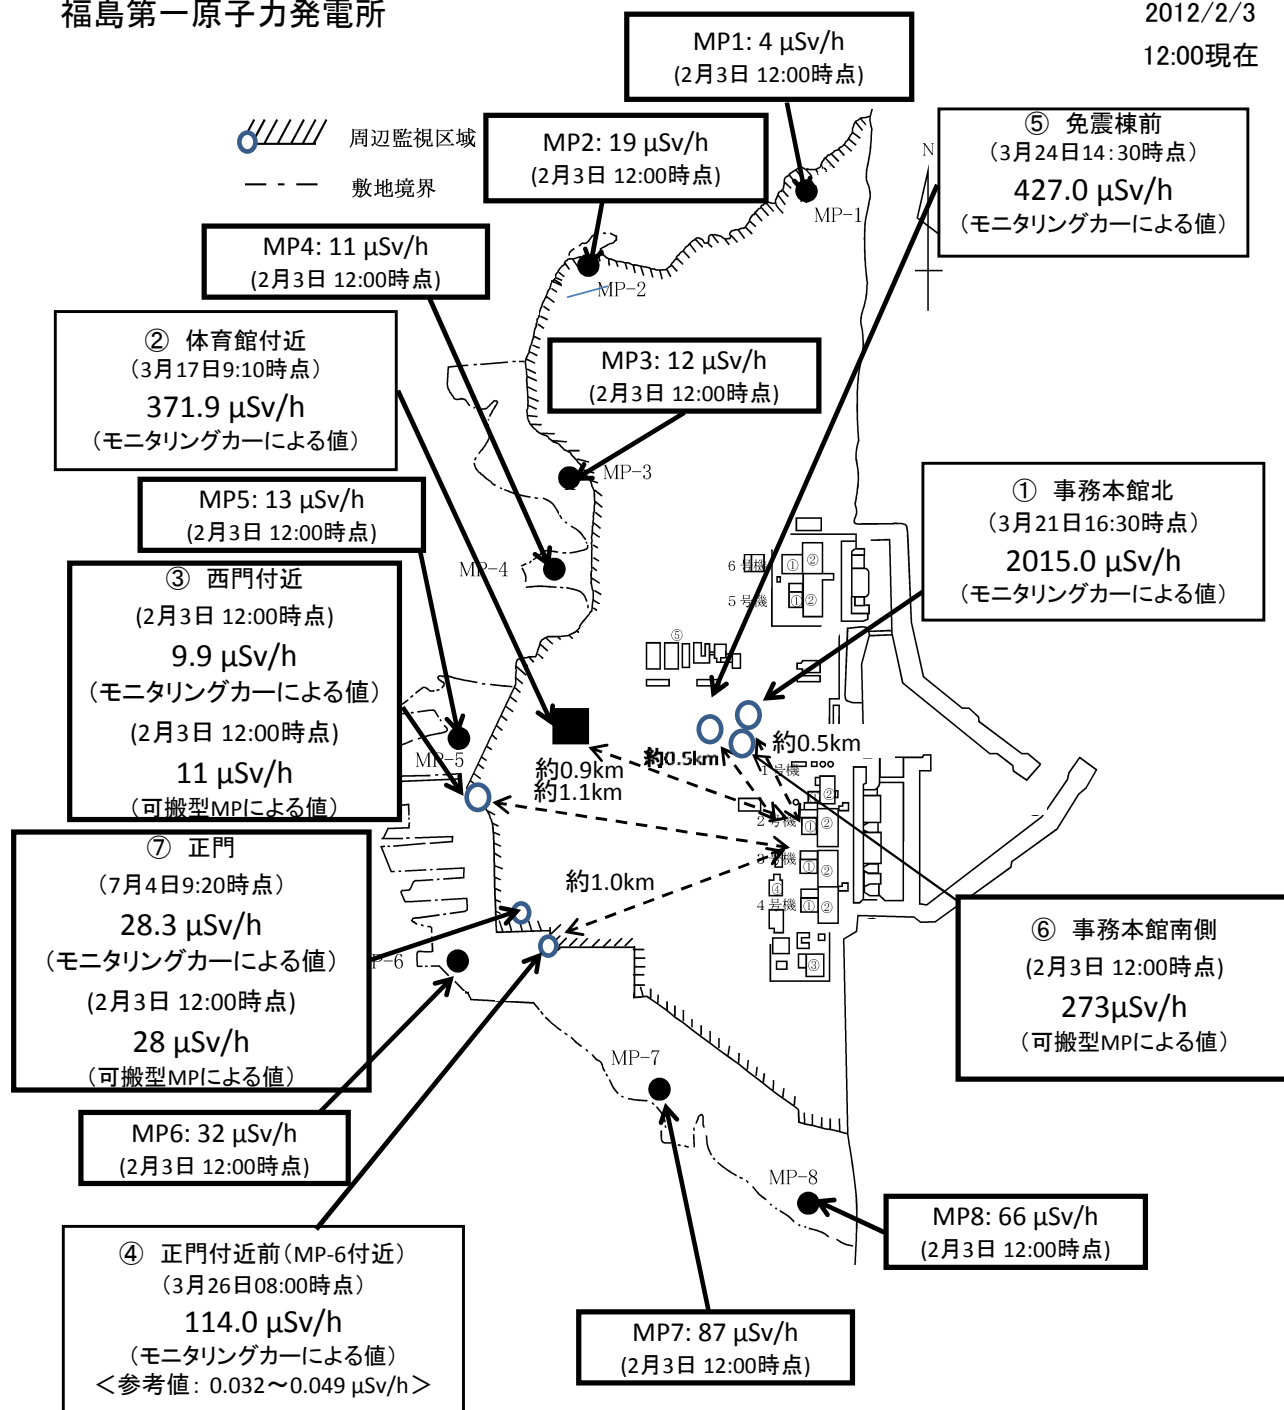 福島第一原子力発電所
2012/2/3
12:00現在
周辺監視区域
敷地境界
MP1: 4 μSv/h
(2月3日 12:00時点)
MP2: 19 μSv/h
(2月3日 12:00時点)
MP4: 11 μSv/h
(2月3日 12:00時点)
⑤ 免震棟前
(3月24日14:30時点)
427.0 μSv/h
(モニタリングカーによる値)
N
MP-1
MP-2
② 体育館付近
(3月17日9:10時点)
371.9 μSv/h
(モニタリングカーによる値)
MP3: 12 μSv/h
(2月3日 12:00時点)
MP-3
MP5: 13 μSv/h
(2月3日 12:00時点)
① 事務本館北
(3月21日16:30時点)
2015.0 μSv/h
(モニタリングカーによる値)
MP-4
③ 西門付近
(2月3日 12:00時点)
9.9 μSv/h
(モニタリングカーによる値)
(2月3日 12:00時点)
11 μSv/h
(可搬型MPによる値)
6号機
① ②
5号機
① ②
⑤
MP-5
約0.9km
約1.1km
約0.5km
約0.5km
1号機
②
2号機
① ②
3号機
① ②
④
4号機
① ②
③
約1.0km
⑦ 正門
(7月4日9:20時点)
28.3 μSv/h
(モニタリングカーによる値)
(2月3日 12:00時点)
28 μSv/h
(可搬型MPによる値)
P-6
⑥ 事務本館南側
(2月3日 12:00時点)
273μSv/h
(可搬型MPによる値)
MP-7
MP6: 32 μSv/h
(2月3日 12:00時点)
MP-8
④ 正門付近前(MP-6付近)
(3月26日08:00時点)
114.0 μSv/h
(モニタリングカーによる値)
<参考値: 0.032~0.049 μSv/h>
MP8: 66 μSv/h
(2月3日 12:00時点)
MP7: 87 μSv/h
(2月3日 12:00時点)